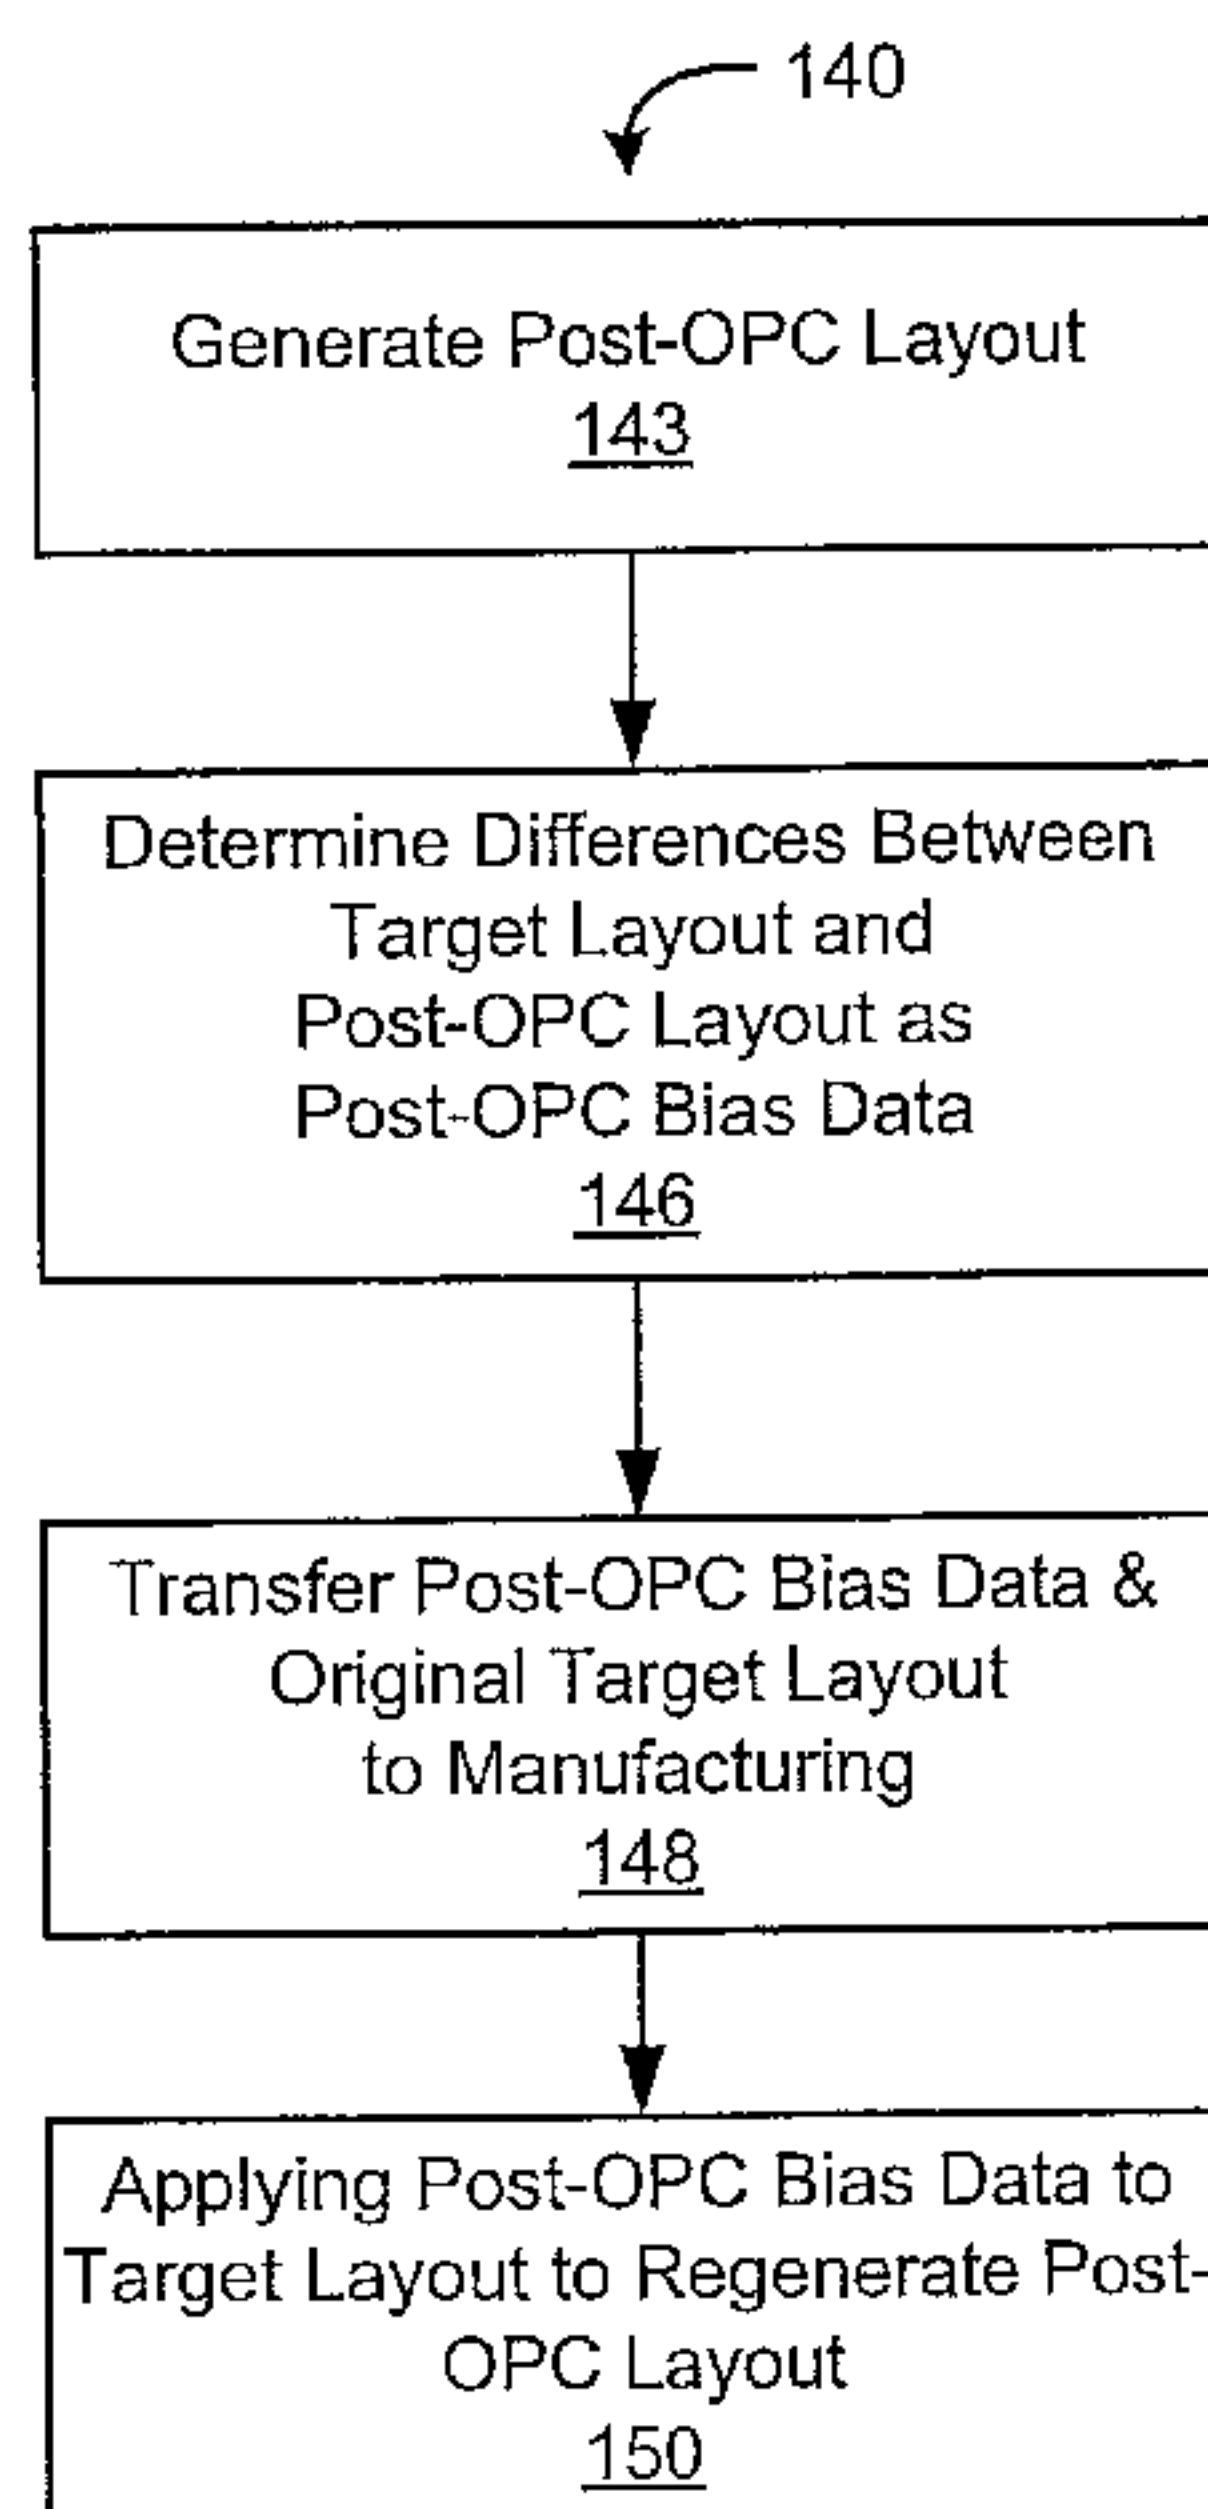 140
Generate Post-OPC Layout
143
Determine Differences Between
Target Layout and
Post-OPC Layout as
Post-OPC Bias Data
146
Transfer Post-OPC Bias Data &
Original Target Layout
to Manufacturing
148
Applying Post-OPC Bias Data to
Target Layout to Regenerate Post-
OPC Layout
150